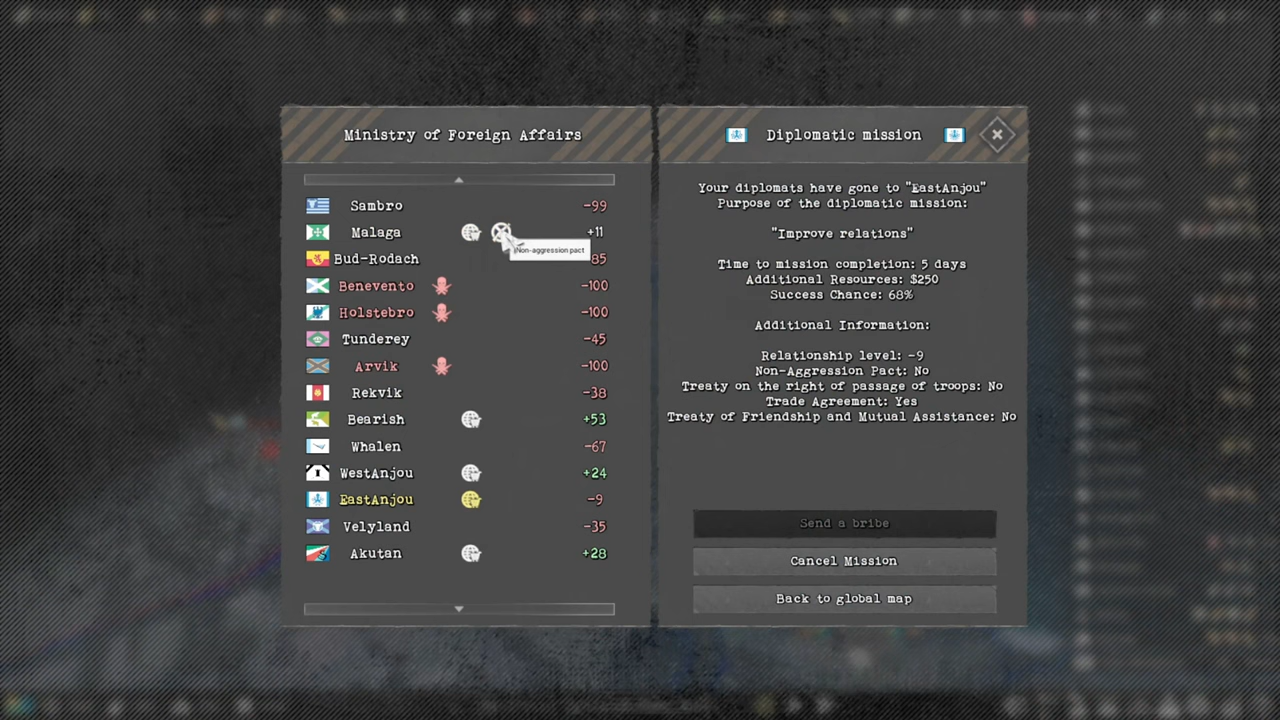 Ministry of Foreign Affairs
Sambro -99
Malaga +11
Non-aggression pact
Bud-Rodach 85
Benevento -100
Holstebro -100
Tunderey -45
Arvik -100
Rekvik -38
Bearish +53
Whalen -67
WestAnjou +24
EastAnjou -9
Velyland -35
Akutan +28
Diplomatic mission
Your diplomats have gone to "EastAnjou"
Purpose of the diplomatic mission:
"Improve relations"
Time to mission completion: 5 days
Additional Resources: $250
Success Chance: 68%
Additional Information:
Relationship level: -9
Non-Aggression Pact: No
Treaty on the right of passage of troops: No
Trade Agreement: Yes
Treaty of Friendship and Mutual Assistance: No
Send a bribe
Cancel Mission
Back to global map